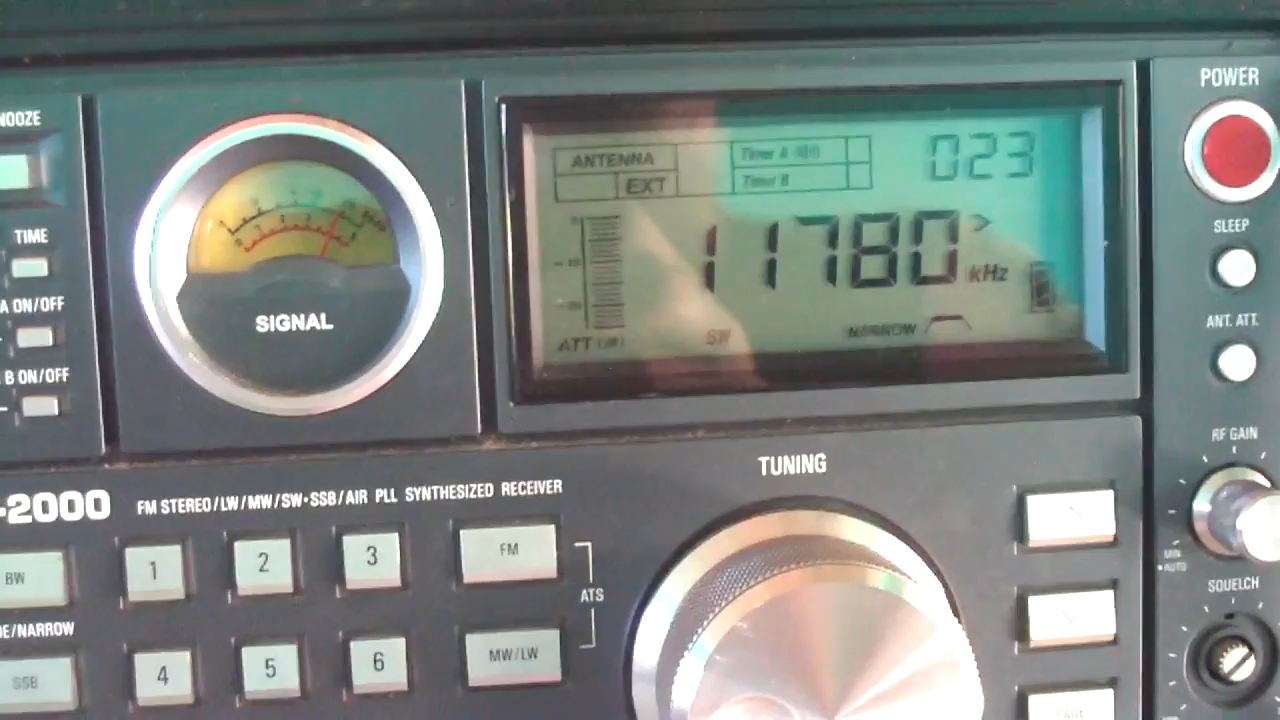 NOOZE
TIME
A ON/OFF
B ON/OFF
SIGNAL
ANTENNA
EXT
Timer A
Timer B
023
11780 kHz
ATT
SW
NARROW
POWER
SLEEP
ANT. ATT.
RF GAIN
MIN
AUTO
SQUELCH
-2000
FM STEREO/LW/MW/SW•SSB/AIR PLL SYNTHESIZED RECEIVER
TUNING
BW
1
2
3
FM
ATS
DE/NARROW
SSB
4
5
6
MW/LW